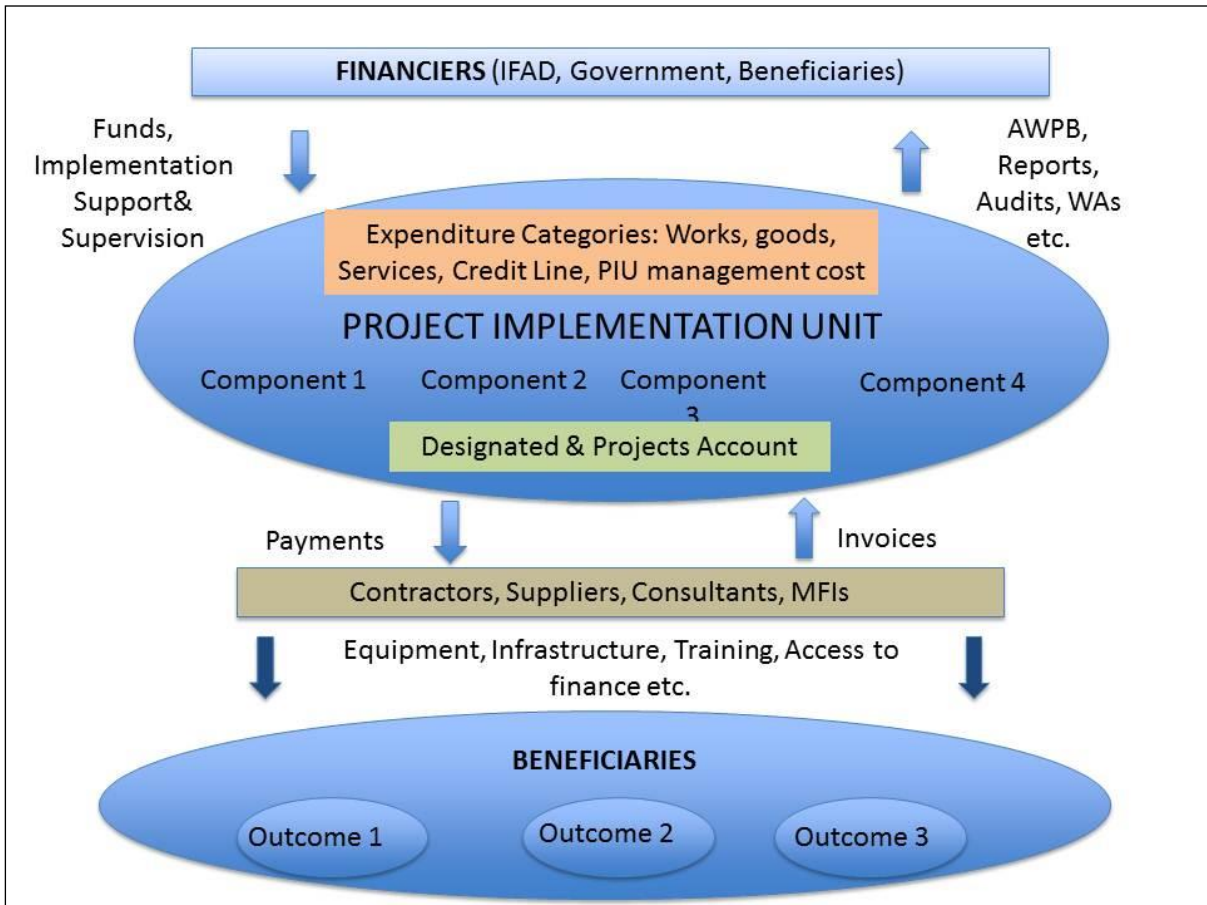 FINANCIERS (IFAD, Government, Beneficiaries)
Funds,
Implementation
Support&
Supervision
AWPB,
Reports,
Audits, WAs
etc.
Expenditure Categories: Works, goods,
Services, Credit Line, PIU management cost
PROJECT IMPLEMENTATION UNIT
Component 1
Component 2
Component
3
Component 4
Designated & Projects Account
Payments
Invoices
Contractors, Suppliers, Consultants, MFIs
Equipment, Infrastructure, Training, Access to
finance etc.
BENEFICIARIES
Outcome 1
Outcome 2
Outcome 3